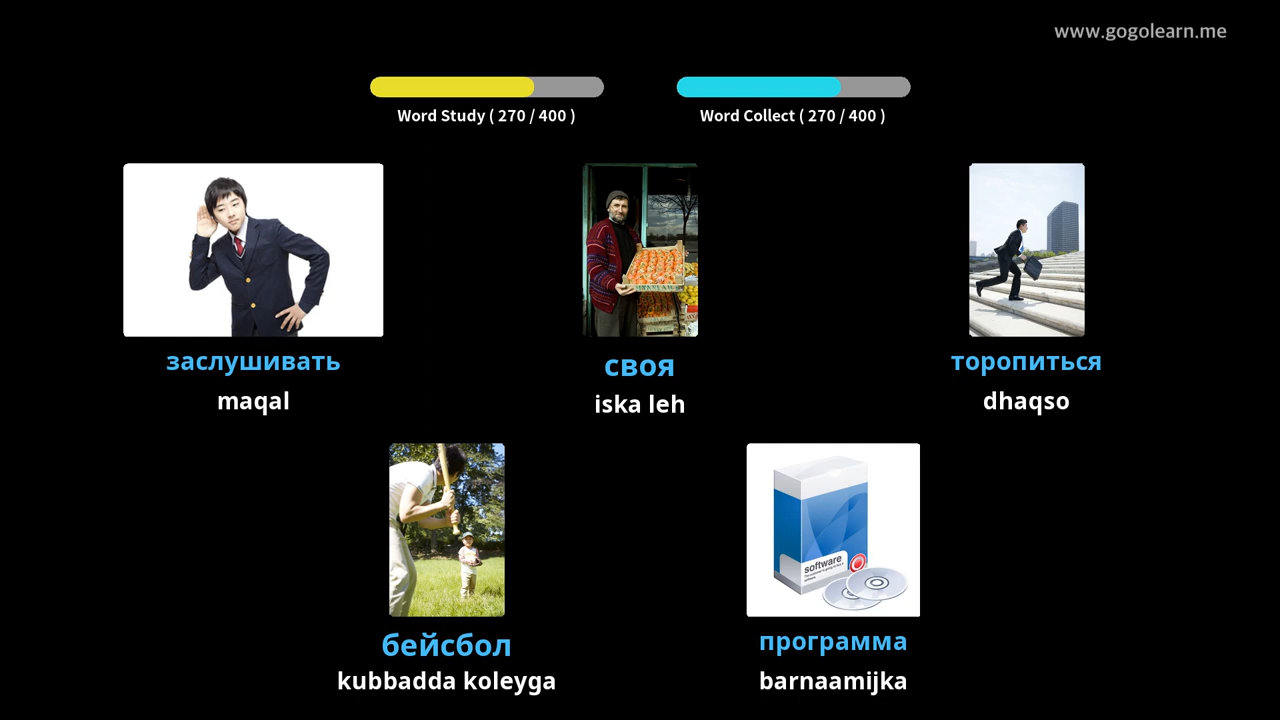 www.gogolearn.me
Word Study ( 270 / 400 )
Word Collect ( 270 / 400 )
заслушивать
maqal
своя
iska leh
торопиться
dhaqso
software
бейсбол
kubbadda koleyga
программа
barnaamijka